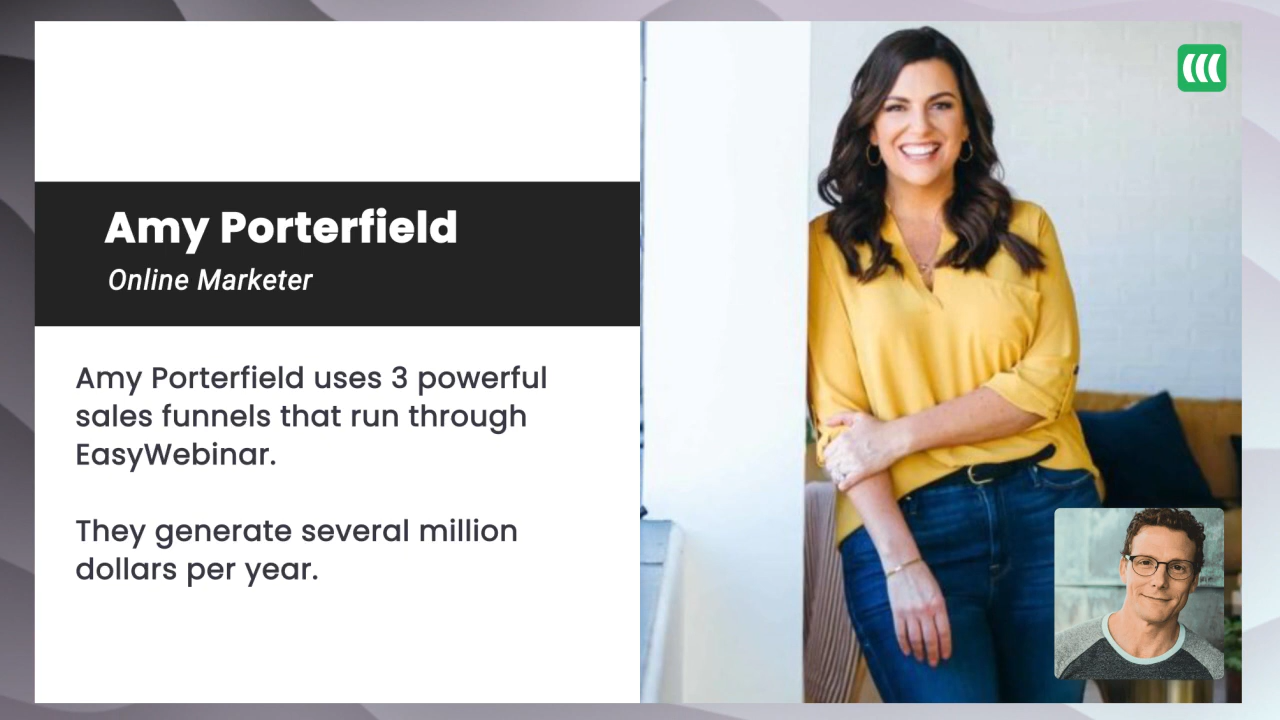 Amy Porterfield
Online Marketer
Amy Porterfield uses 3 powerful
sales funnels that run through
EasyWebinar.
They generate several million
dollars per year.